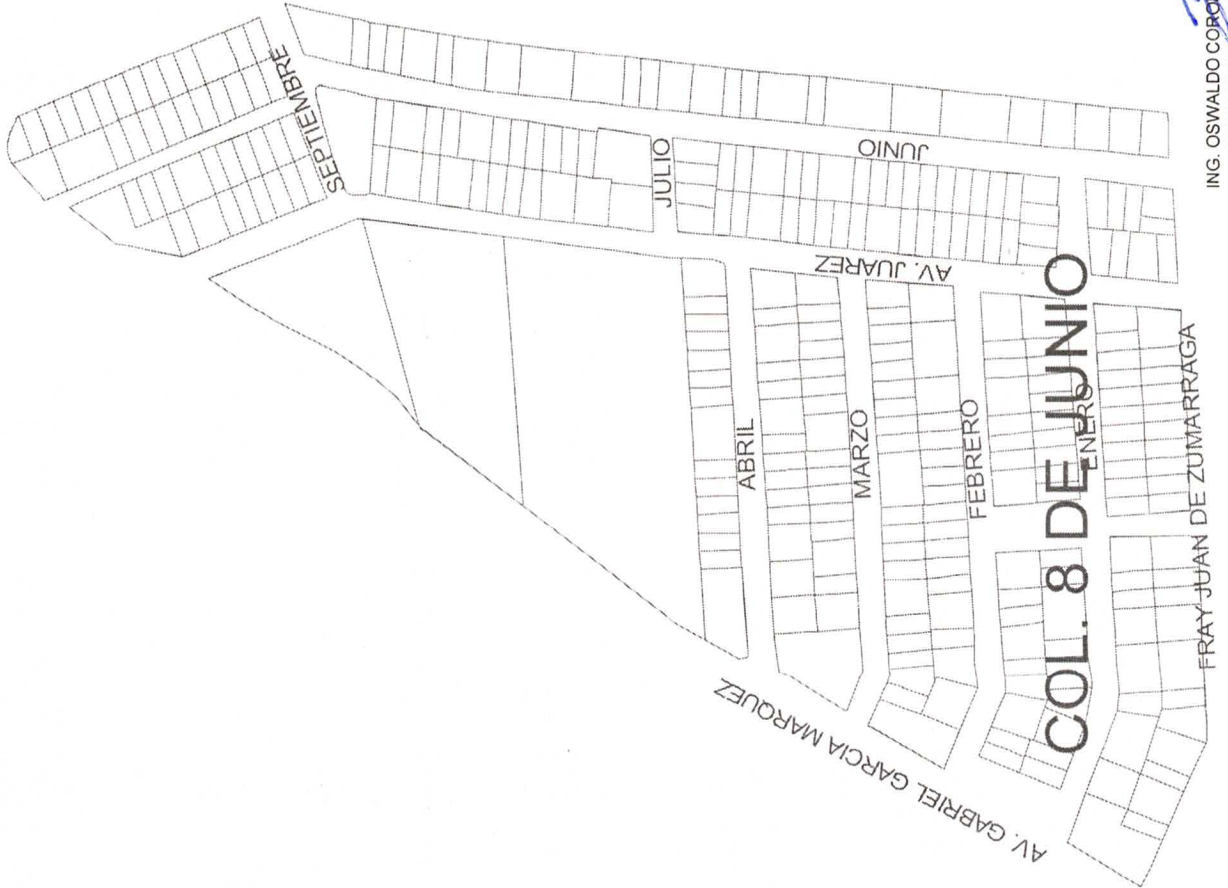 SEPTIEMBRE
JULIO
JUNIO
AV. JUAREZ
ABRIL
MARZO
FEBRERO
ENERO
COL. 8 DE JUNIO
FRAY JUAN DE ZUMARRAGA
AV. GABRIEL GARCIA MARQUEZ
ING. OSWALDO